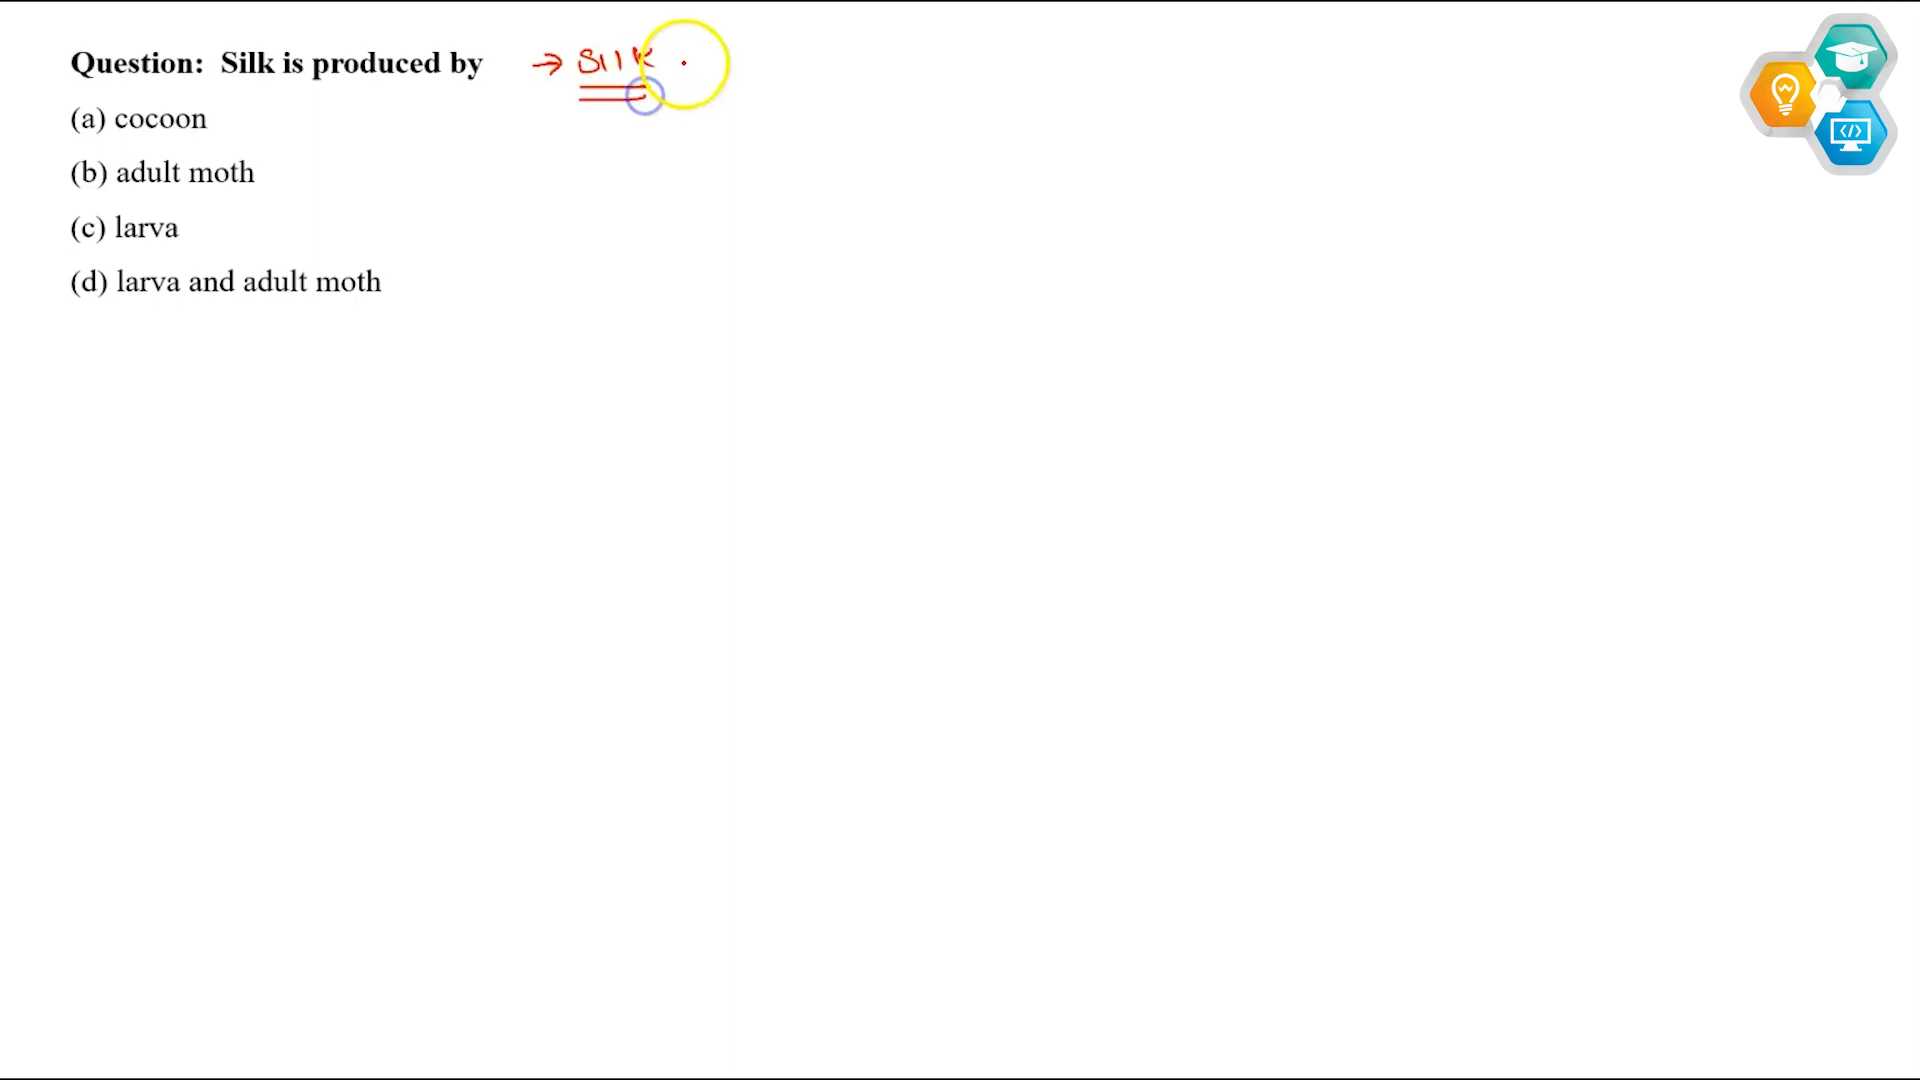 Question: Silk is produced by → SIlK
(a) cocoon
(b) adult moth
(c) larva
(d) larva and adult moth